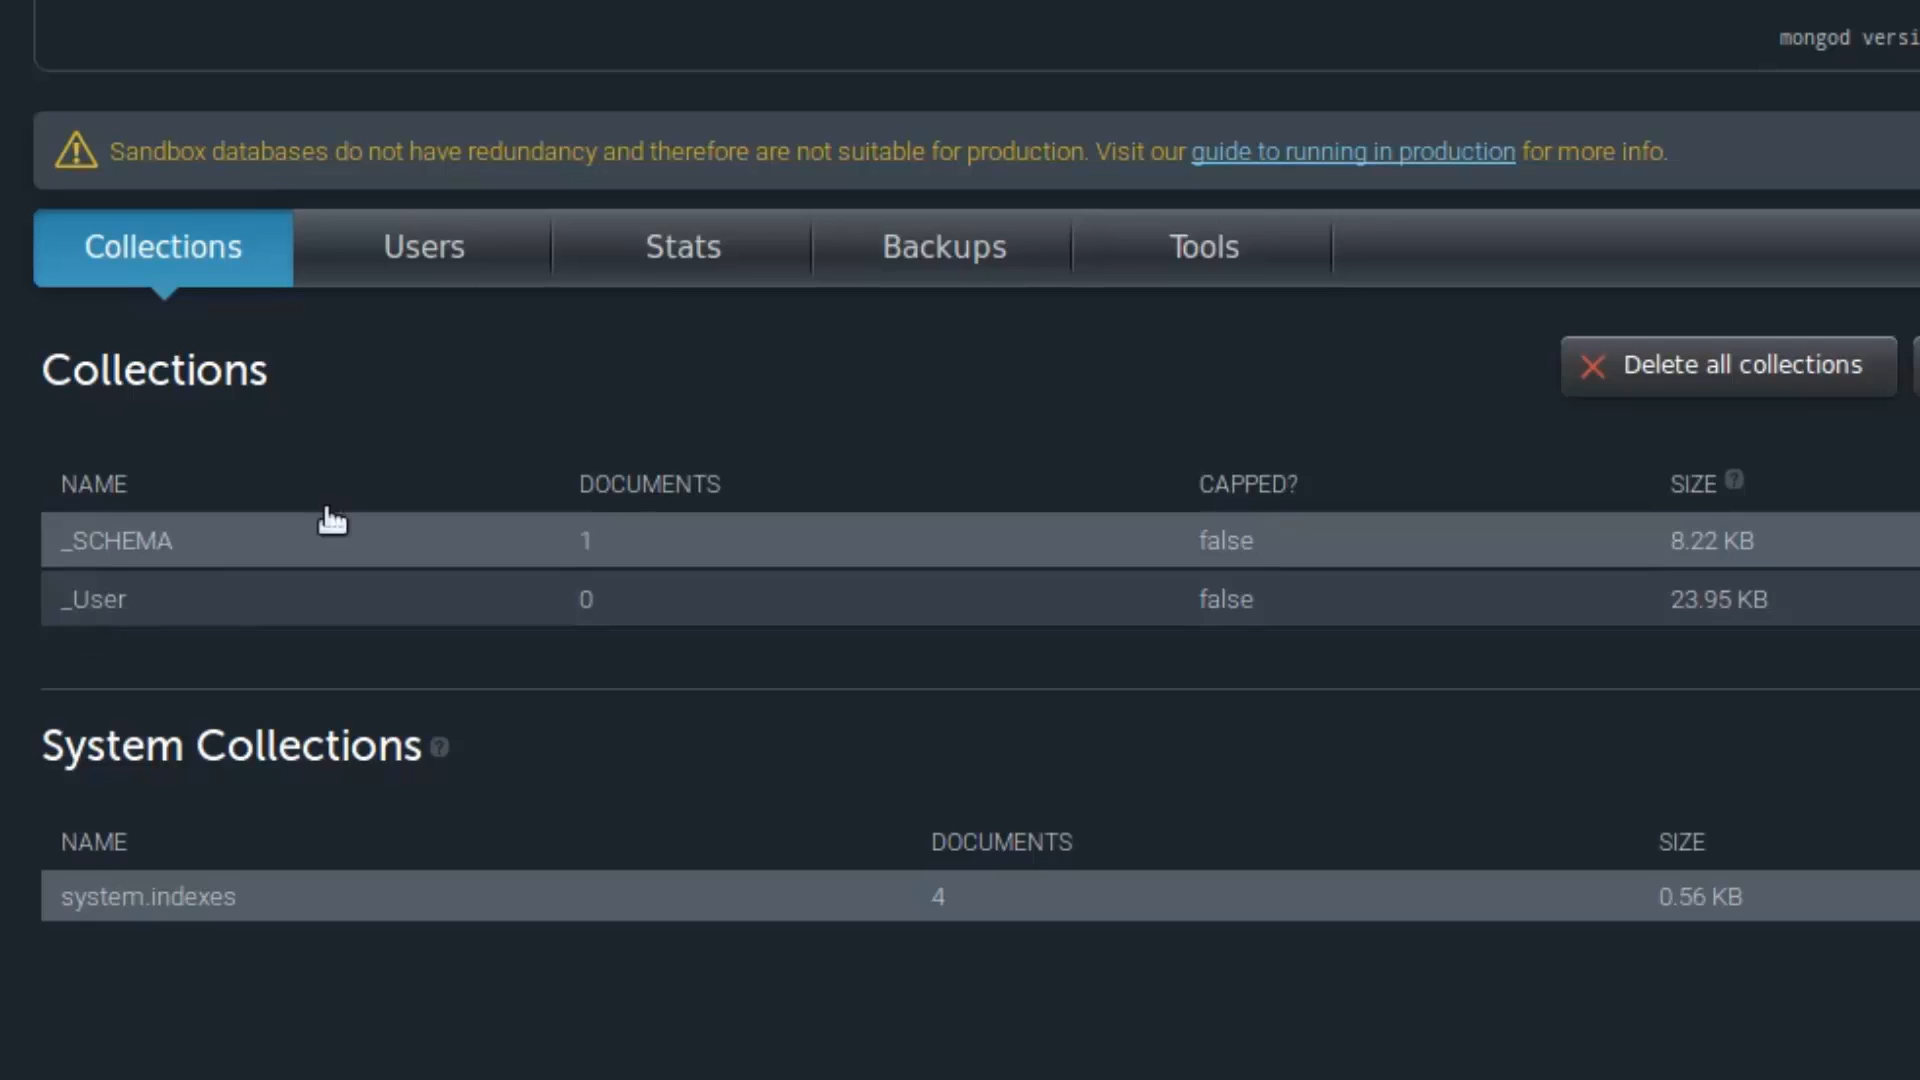 mongod versi
Sandbox databases do not have redundancy and therefore are not suitable for production. Visit our guide to running in production for more info.
Collections Users Stats Backups Tools
Collections
Delete all collections
NAME DOCUMENTS CAPPED? SIZE ?
_SCHEMA 1 false 8.22 KB
_User 0 false 23.95 KB
System Collections ?
NAME DOCUMENTS SIZE
system.indexes 4 0.56 KB